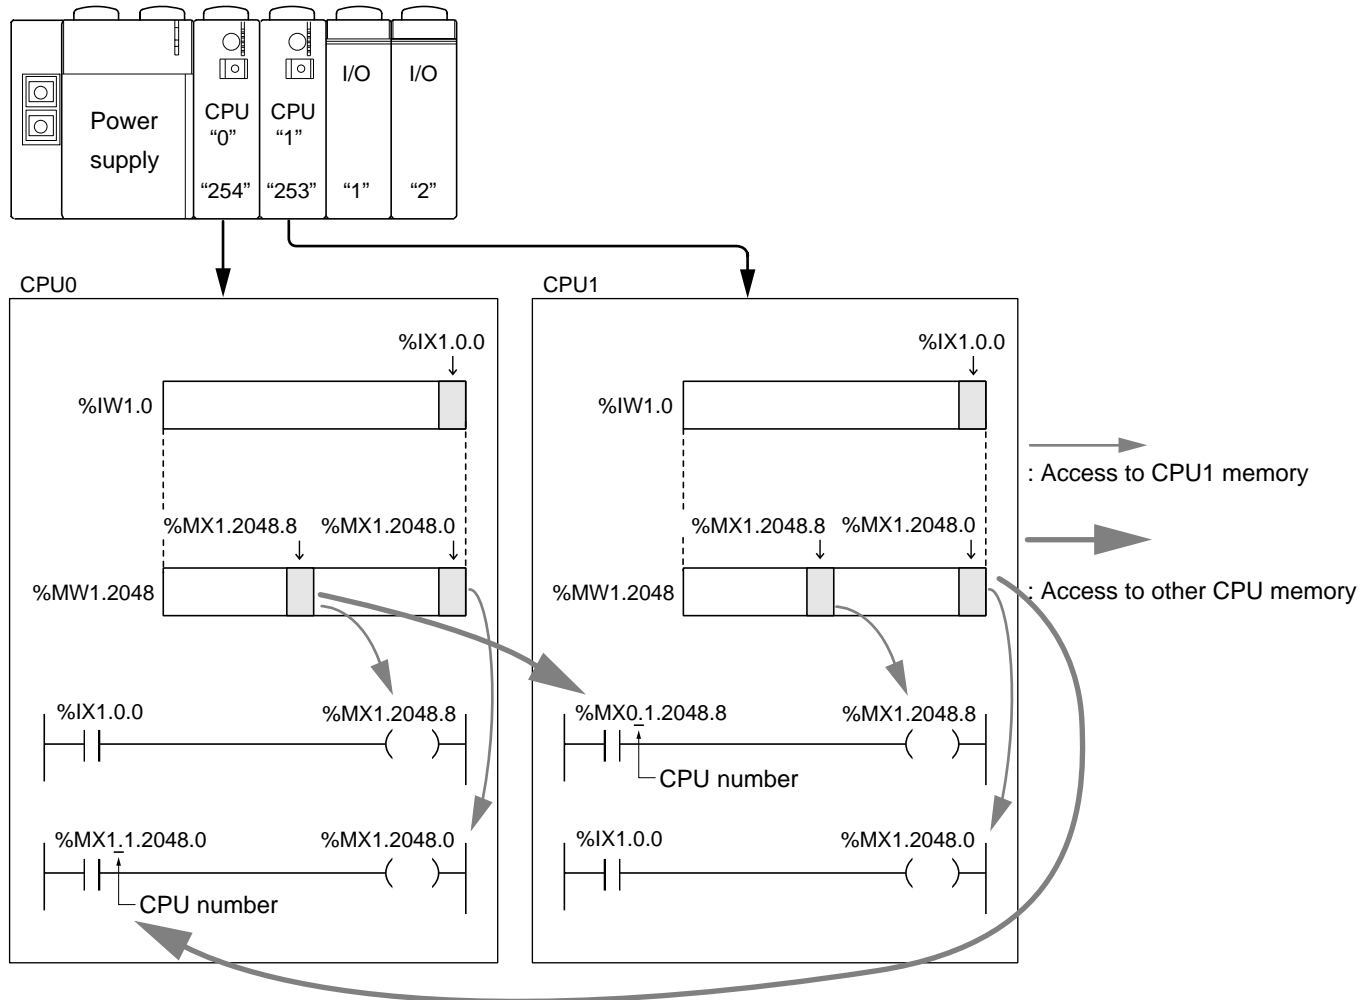 Power
supply
CPU
“0”
“254”
CPU
“1”
“253”
I/O
“1”
I/O
“2”
CPU0
%IX1.0.0
%IW1.0
%MX1.2048.8 %MX1.2048.0
%MW1.2048
%IX1.0.0 %MX1.2048.8
%MX1.1.2048.0 %MX1.2048.0
CPU number
CPU1
%IX1.0.0
%IW1.0
%MX1.2048.8 %MX1.2048.0
%MW1.2048
%MX0.1.2048.8 %MX1.2048.8
CPU number
%IX1.0.0 %MX1.2048.0
: Access to CPU1 memory
: Access to other CPU memory